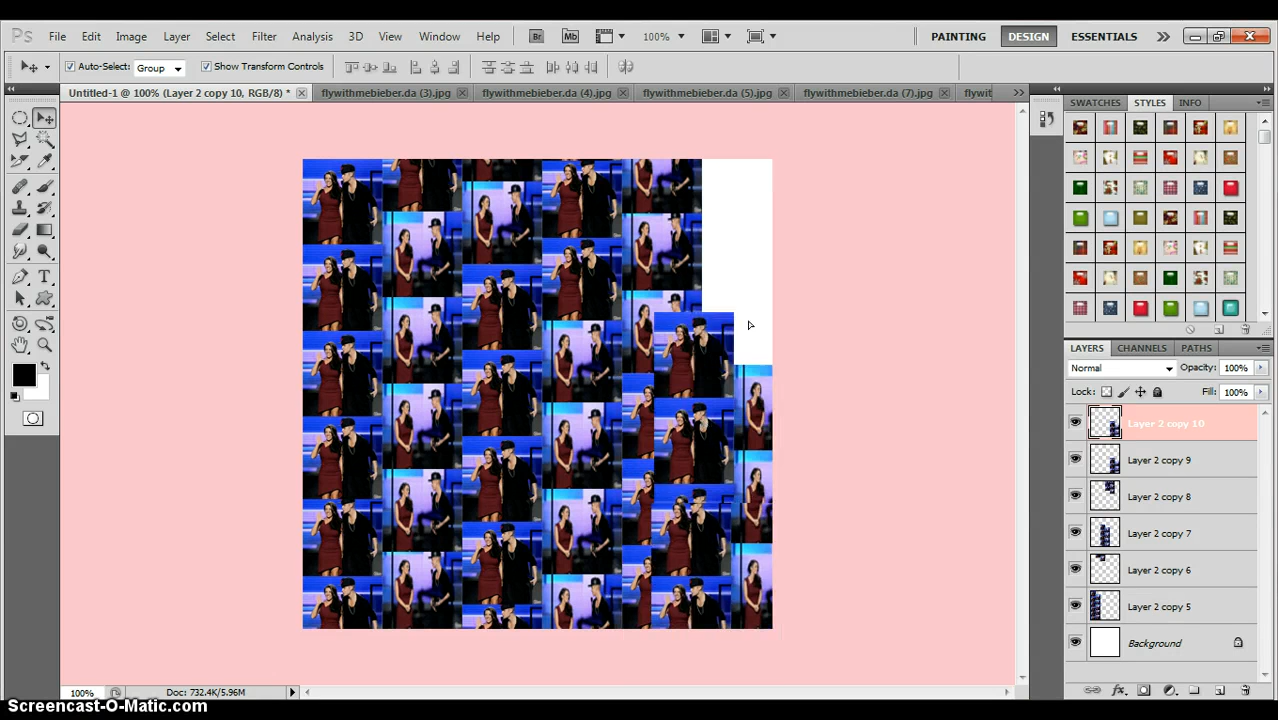 Ps File Edit Image Layer Select Filter Analysis 3D View Window Help Br Mb 100% PAINTING DESIGN ESSENTIALS
Auto-Select: Group Show Transform Controls
Untitled-1 @ 100% (Layer 2 copy 10, RGB/8) * flywithmebieber.da (3).jpg flywithmebieber.da (4).jpg flywithmebieber.da (5).jpg flywithmebieber.da (7).jpg flywit
SWATCHES STYLES INFO
LAYERS CHANNELS PATHS
Normal Opacity: 100%
Lock: Fill: 100%
Layer 2 copy 10
Layer 2 copy 9
Layer 2 copy 8
Layer 2 copy 7
Layer 2 copy 6
Layer 2 copy 5
Background
100% Doc: 732.4K/5.96M
Screencast-O-Matic.com